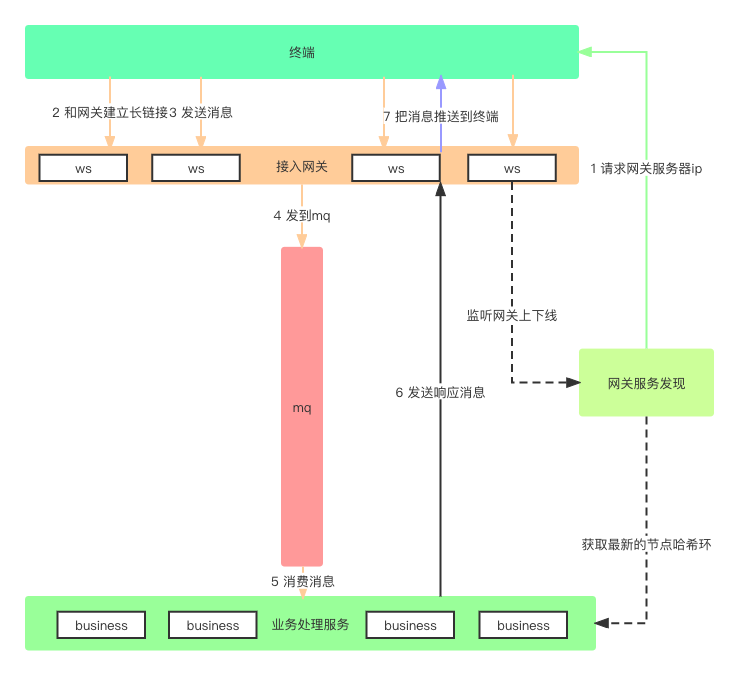 终端
2 和网关建立长链接
3 发送消息
7 把消息推送到终端
ws
ws
接入网关
ws
ws
1 请求网关服务器ip
4 发到mq
监听网关上下线
网关服务发现
6 发送响应消息
mq
获取最新的节点哈希环
5 消费消息
business
business
业务处理服务
business
business